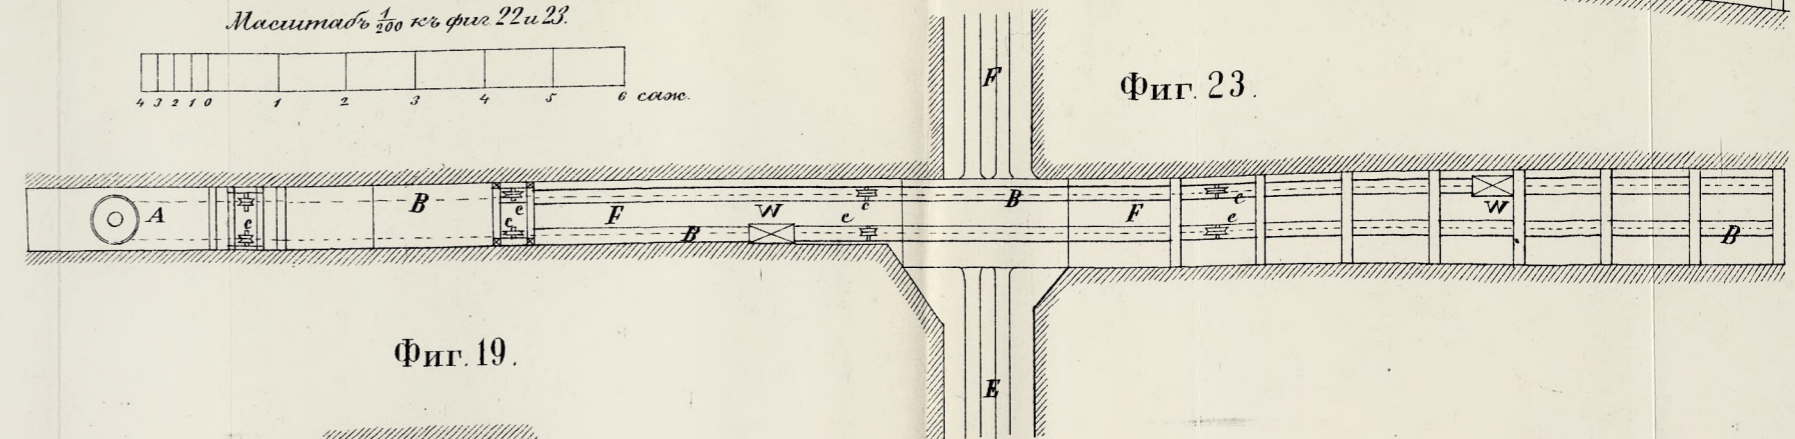 Масштабъ 1/200 къ фиг 22 и 23.
4 3 2 1 0 1 2 3 4 5 6 саж.
F
Фиг. 23.
A e e B e e F W B c e B F e e W B
Фиг. 19.
E